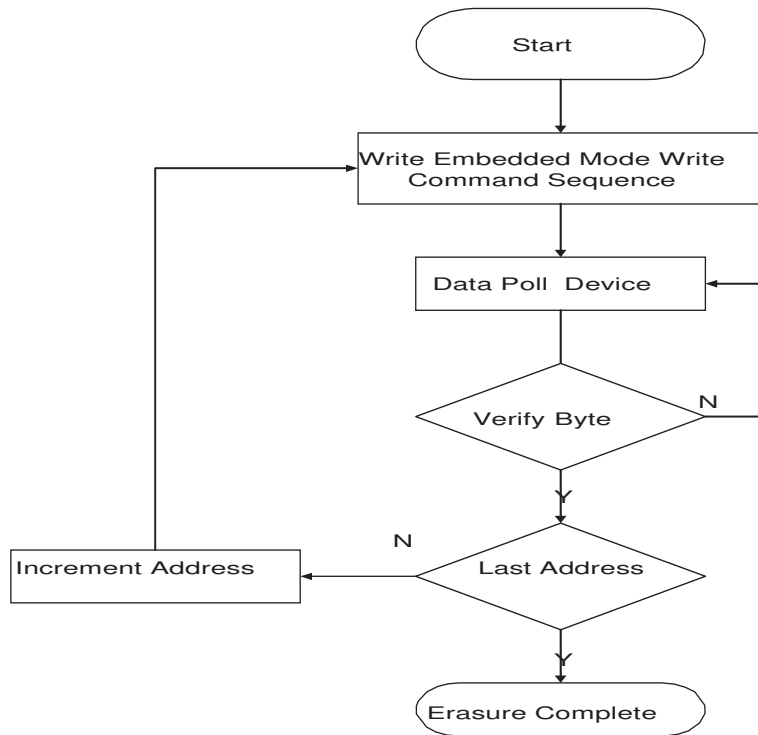 Start
Write Embedded Mode Write
Command Sequence
Data Poll Device
Verify Byte
N
Y
N
Last Address
Increment Address
Y
Erasure Complete